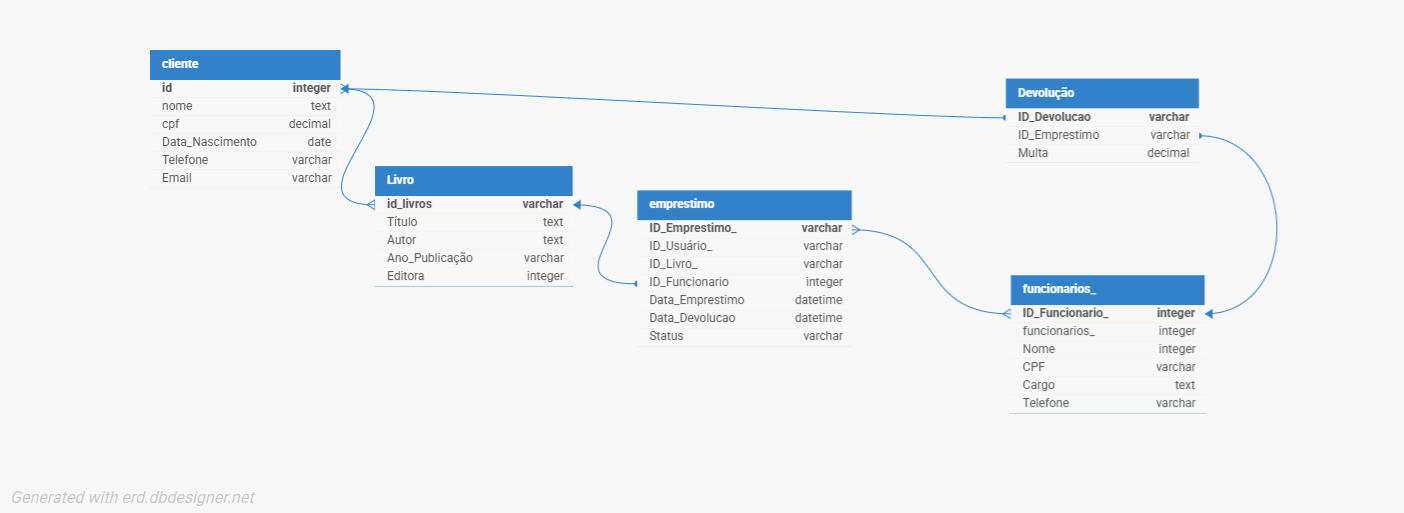 cliente
id integer
nome text
cpf decimal
Data_Nascimento date
Telefone varchar
Email varchar
Livro
id_livros varchar
Título text
Autor text
Ano_Publicação varchar
Editora integer
emprestimo
ID_Emprestimo_ varchar
ID_Usuário_ varchar
ID_Livro_ varchar
ID_Funcionario integer
Data_Emprestimo datetime
Data_Devolucao datetime
Status varchar
Devolução
ID_Devolucao varchar
ID_Emprestimo varchar
Multa decimal
funcionarios_
ID_Funcionario_ integer
funcionarios_ integer
Nome integer
CPF varchar
Cargo text
Telefone varchar
Generated with erd.dbdesigner.net